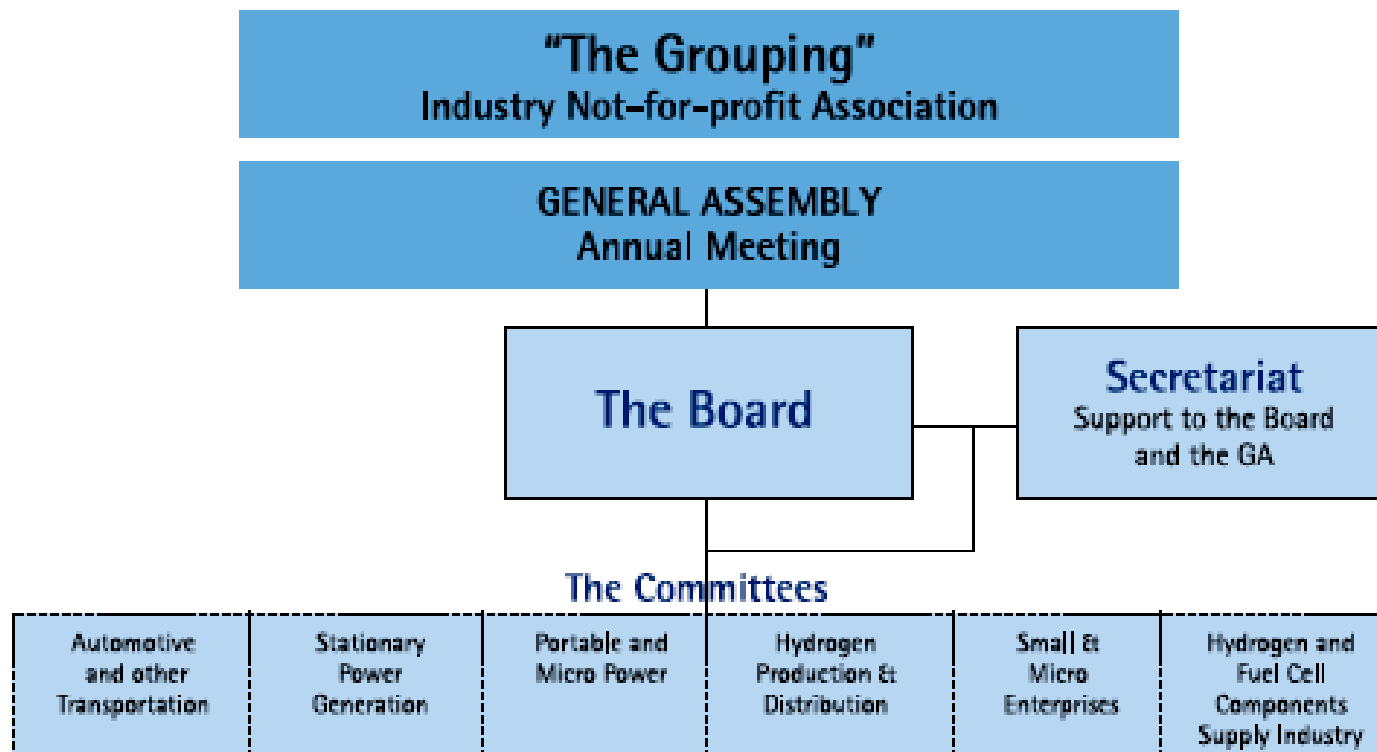 "The Grouping"
Industry Not-for-profit Association
GENERAL ASSEMBLY
Annual Meeting
The Board
Secretariat
Support to the Board
and the GA
The Committees
Automotive
and other
Transportation
Stationary
Power
Generation
Portable and
Micro Power
Hydrogen
Production &
Distribution
Small &
Micro
Enterprises
Hydrogen and
Fuel Cell
Components
Supply Industry